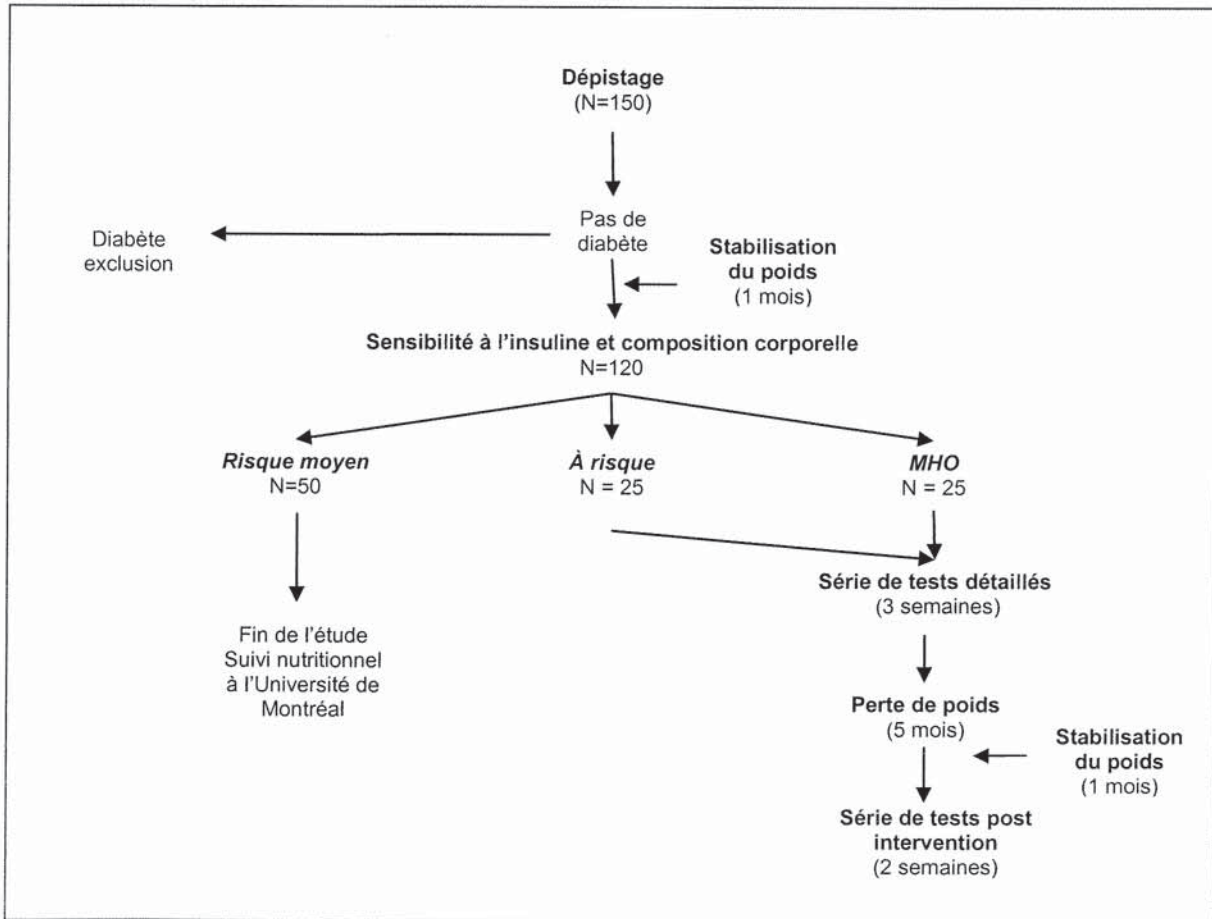 Dépistage
(N=150)
Pas de
diabète
Diabète
exclusion
Stabilisation
du poids
(1 mois)
Sensibilité à l'insuline et composition corporelle
N=120
Risque moyen
N=50
À risque
N = 25
MHO
N = 25
Série de tests détaillés
(3 semaines)
Fin de l'étude
Suivi nutritionnel
à l'Université de
Montréal
Perte de poids
(5 mois)
Stabilisation
du poids
(1 mois)
Série de tests post
intervention
(2 semaines)